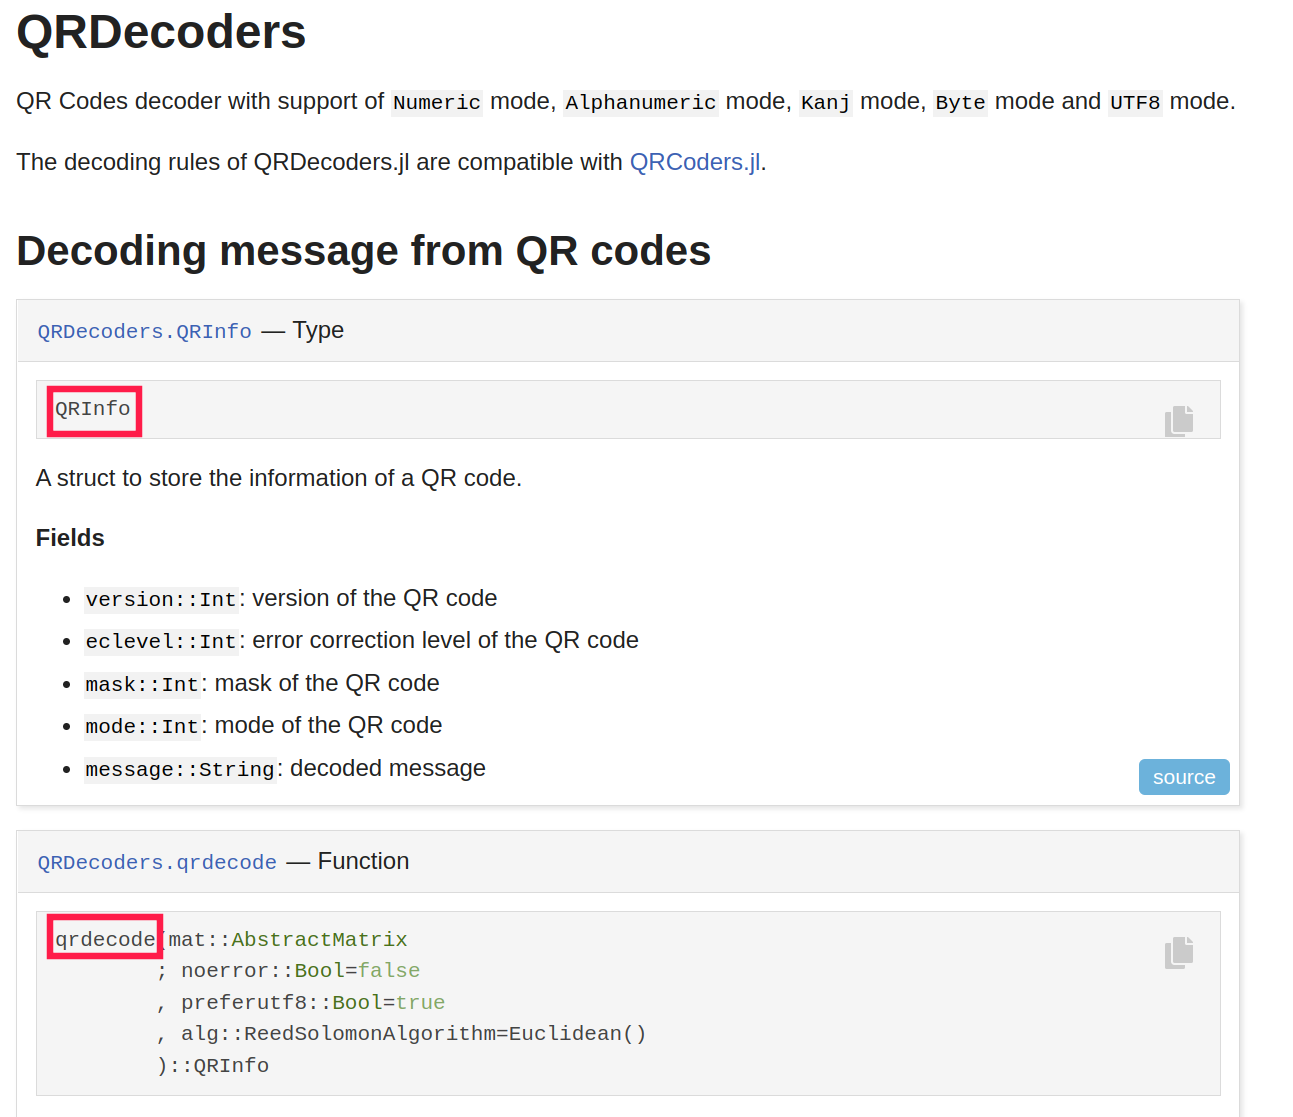 QRDecoders
QR Codes decoder with support of Numeric mode, Alphanumeric mode, Kanj mode, Byte mode and UTF8 mode.
The decoding rules of QRDecoders.jl are compatible with QRCoders.jl.
Decoding message from QR codes
QRDecoders.QRInfo — Type
QRInfo
A struct to store the information of a QR code.
Fields
• version::Int: version of the QR code
• eclevel::Int: error correction level of the QR code
• mask::Int: mask of the QR code
• mode::Int: mode of the QR code
• message::String: decoded message
source
QRDecoders.qrdecode — Function
qrdecode(mat::AbstractMatrix
; noerror::Bool=false
, preferutf8::Bool=true
, alg::ReedSolomonAlgorithm=Euclidean()
)::QRInfo